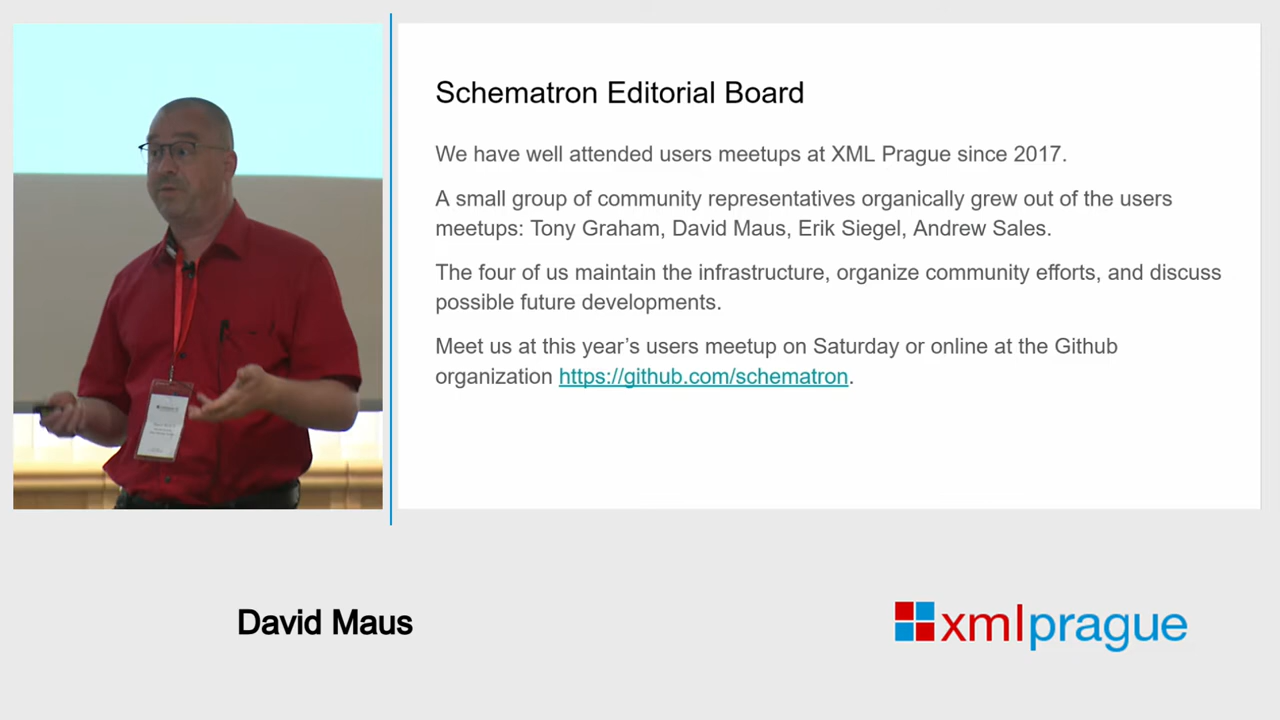 Schematron Editorial Board
We have well attended users meetups at XML Prague since 2017.
A small group of community representatives organically grew out of the users
meetups: Tony Graham, David Maus, Erik Siegel, Andrew Sales.
The four of us maintain the infrastructure, organize community efforts, and discuss
possible future developments.
Meet us at this year’s users meetup on Saturday or online at the Github
organization https://github.com/schematron.
David Maus
xmlprague